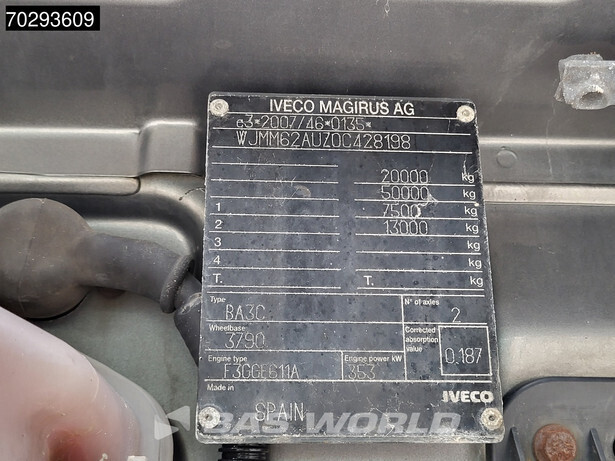 70293609
IVECO MAGIRUS AG
e3*2007/46*0135*
WJMM62AUZ0C428198
20000 kg
50000 kg
1 7500 kg
2 13000 kg
3 kg
4 kg
T. T. kg
Type N° of axles
BA3C 2
Wheelbase Corrected absorption value
3790 0.187
Engine type Engine power kW
F3GGE611A 353
Made in IVECO
SPAIN
BAS WORLD